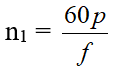 n₁ = 60p / f